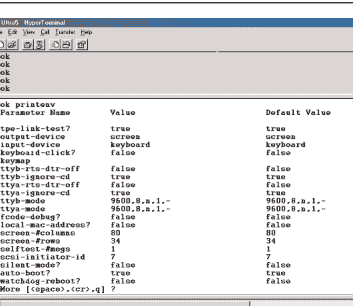 Ultra5 HyperTerminal
Edit View Call Transfer Help
ok
ok
ok
ok
ok
ok printenv
Parameter Name Value Default Value
tpe-link-test? true true
output-device screen screen
input-device keyboard keyboard
keyboard-click? false false
keymap
ttyb-rts-dtr-off false false
ttyb-ignore-cd true true
ttya-rts-dtr-off false false
ttya-ignore-cd true true
ttyb-mode 9600,8,n,1,- 9600,8,n,1,-
ttya-mode 9600,8,n,1,- 9600,8,n,1,-
fcode-debug? false false
local-mac-address? false false
screen-#columns 80 80
screen-#rows 34 34
selftest-#megs 1 1
scsi-initiator-id 7 7
silent-mode? false false
auto-boot? true true
watchdog-reboot? false false
More [<space>,<cr>,q] ?